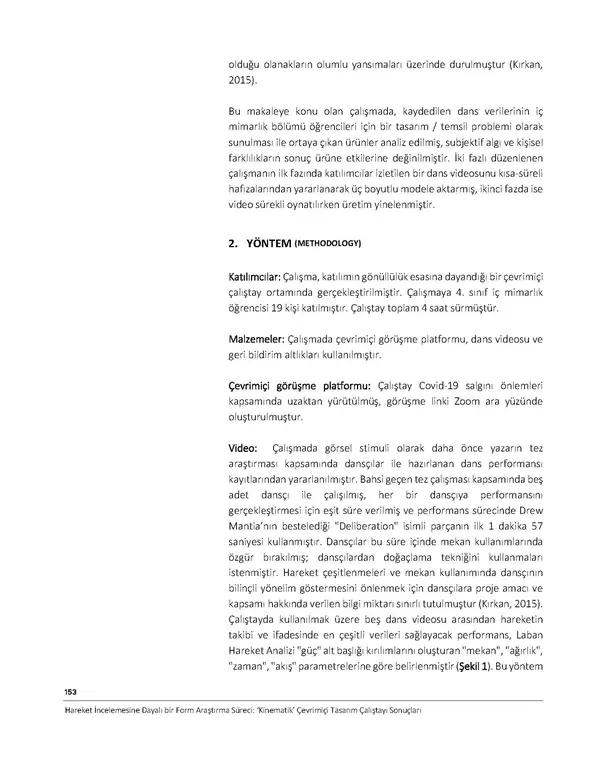 olduğu olanakların olumlu yansımaları üzerinde durulmuştur (Kırkan,
2015).
Bu makaleye konu olan çalışmada, kaydedilen dans verilerinin iç
mimarlık bölümü öğrencileri için bir tasarım / temsil problemi olarak
sunulması ile ortaya çıkan ürünler analiz edilmiş, subjektif algı ve kişisel
farklılıkların sonuç ürüne etkilerine değinilmiştir. İki fazlı düzenlenen
çalışmanın ilk fazında katılımcılar izletilen bir dans videosunu kısa-süreli
hafızalarından yararlanarak üç boyutlu modele aktarmış, ikinci fazda ise
video sürekli oynatılırken üretim yinelenmiştir.
2. YÖNTEM (METHODOLOGY)
Katılımcılar: Çalışma, katılımın gönüllülük esasına dayandığı bir çevrimiçi
çalıştay ortamında gerçekleştirilmiştir. Çalışmaya 4. sınıf iç mimarlık
öğrencisi 19 kişi katılmıştır. Çalıştay toplam 4 saat sürmüştür.
Malzemeler: Çalışmada çevrimiçi görüşme platformu, dans videosu ve
geri bildirim altlıkları kullanılmıştır.
Çevrimiçi görüşme platformu: Çalıştay Covid-19 salgını önlemleri
kapsamında uzaktan yürütülmüş, görüşme linki Zoom ara yüzünde
oluşturulmuştur.
Video: Çalışmada görsel stimuli olarak daha önce yazarın tez
araştırması kapsamında dansçılar ile hazırlanan dans performansı
kayıtlarından yararlanılmıştır. Bahsi geçen tez çalışması kapsamında beş
adet dansçı ile çalışılmış, her bir dansçıya performansını
gerçekleştirmesi için eşit süre verilmiş ve performans sürecinde Drew
Mantia’nın bestelediği "Deliberation" isimli parçanın ilk 1 dakika 57
saniyesi kullanmıştır. Dansçılar bu süre içinde mekan kullanımlarında
özgür bırakılmış; dansçılardan doğaçlama tekniğini kullanmaları
istenmiştir. Hareket çeşitlenmeleri ve mekan kullanımında dansçının
bilinçli yönelim göstermesini önlemek için dansçılara proje amacı ve
kapsamı hakkında verilen bilgi miktarı sınırlı tutulmuştur (Kırkan, 2015).
Çalıştayda kullanılmak üzere beş dans videosu arasından hareketin
takibi ve ifadesinde en çeşitli verileri sağlayacak performans, Laban
Hareket Analizi "güç" alt başlığı kırılımlarını oluşturan "mekan", "ağırlık",
"zaman", "akış" parametrelerine göre belirlenmiştir (Şekil 1). Bu yöntem
153
Hareket İncelemesine Dayalı bir Form Araştırma Süreci: ‘Kinematik’ Çevrimiçi Tasarım Çalıştayı Sonuçları